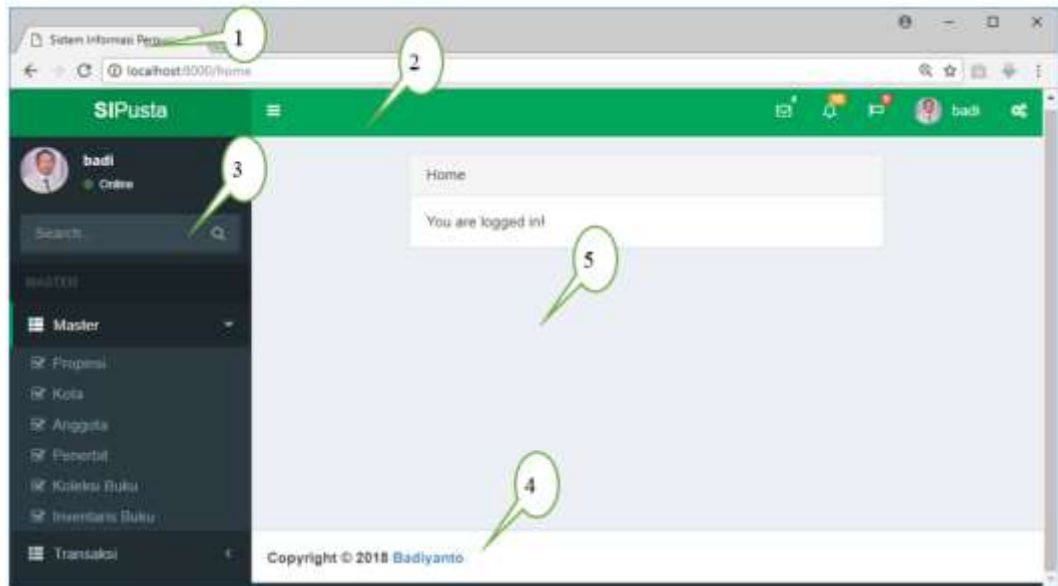 Sistem Informasi
1
localhost:8000/home
2
SIPusta
badi
badi
Online
3
Search...
Home
You are logged in!
5
MASTER
Master
Propinsi
Kota
Anggota
Penerbit
Koleksi Buku
Inventaris Buku
4
Transaksi
Copyright © 2018 Badiyanto